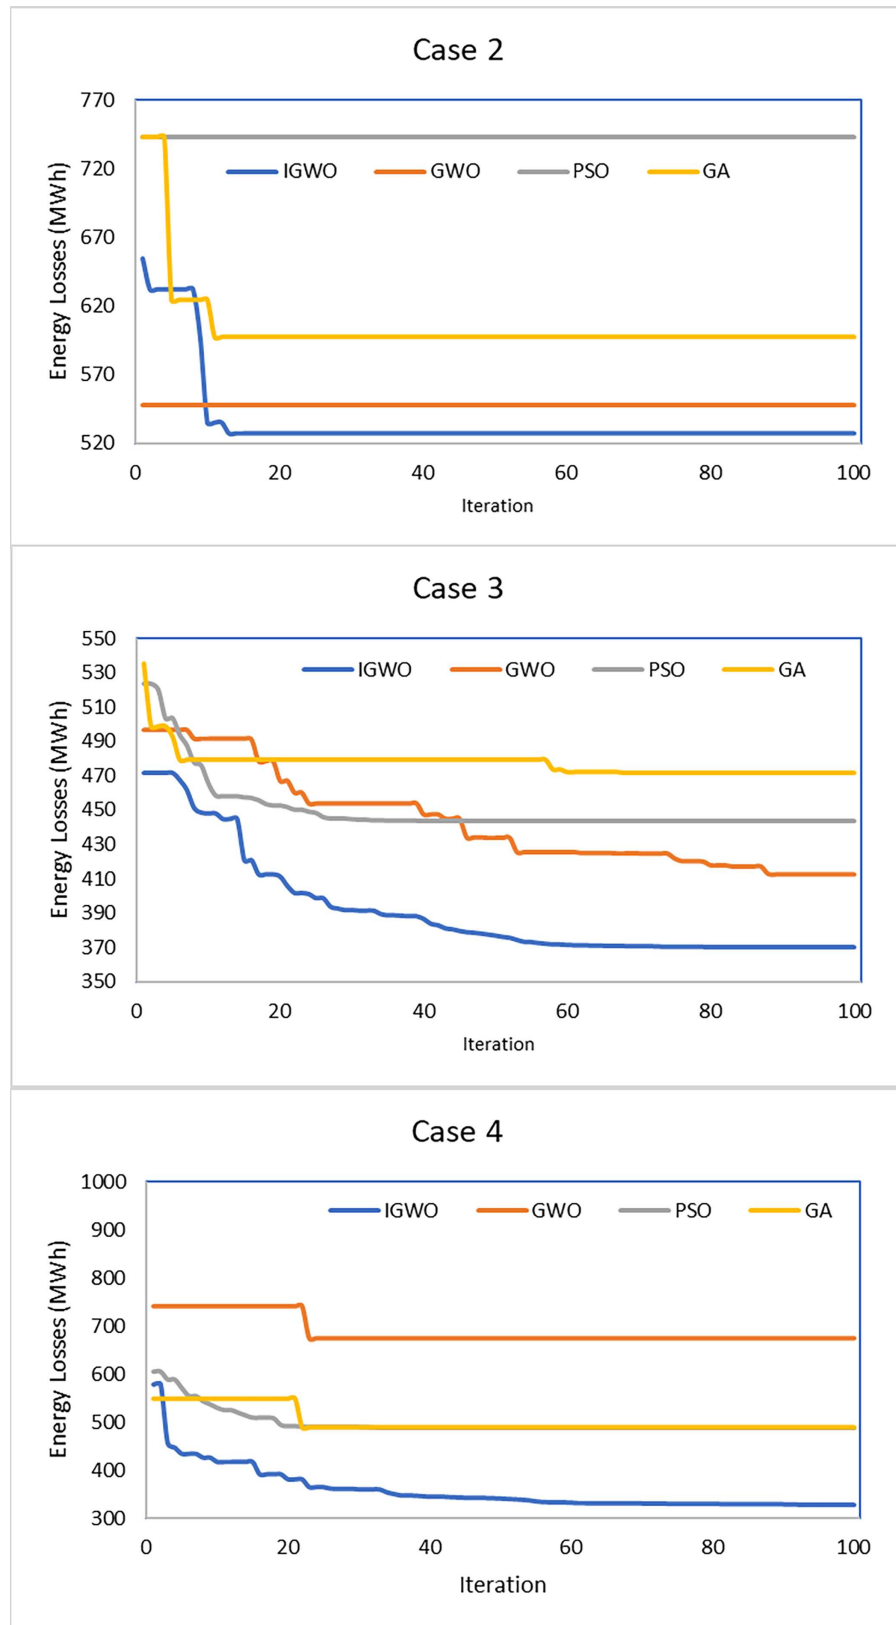 Case 2
770
720
670
620
570
520
Energy Losses (MWh)
IGWO GWO PSO GA
0 20 40 60 80 100
Iteration
Case 3
550
530
510
490
470
450
430
410
390
370
350
Energy Losses (MWh)
IGWO GWO PSO GA
0 20 40 60 80 100
Iteration
Case 4
1000
900
800
700
600
500
400
300
Energy Losses (MWh)
IGWO GWO PSO GA
0 20 40 60 80 100
Iteration